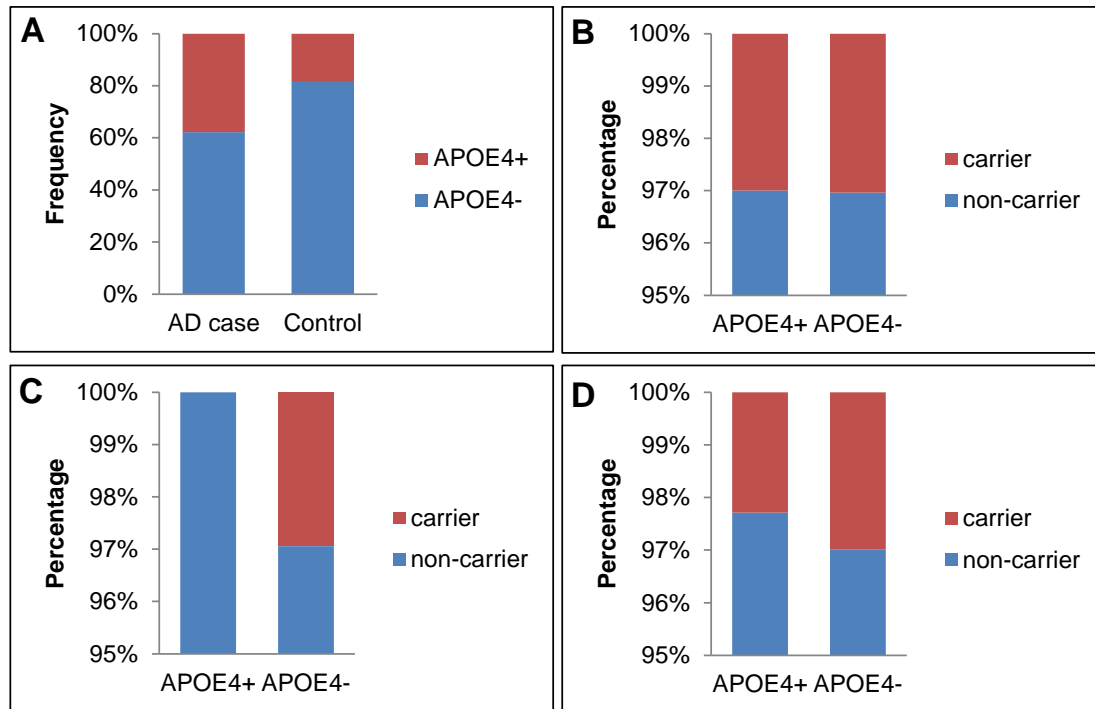 A
100%
80%
60%
40%
20%
0%
Frequency
AD case Control
APOE4+
APOE4-
B
100%
99%
98%
97%
96%
95%
Percentage
APOE4+ APOE4-
carrier
non-carrier
C
100%
99%
98%
97%
96%
95%
Percentage
APOE4+ APOE4-
carrier
non-carrier
D
100%
99%
98%
97%
96%
95%
Percentage
APOE4+ APOE4-
carrier
non-carrier